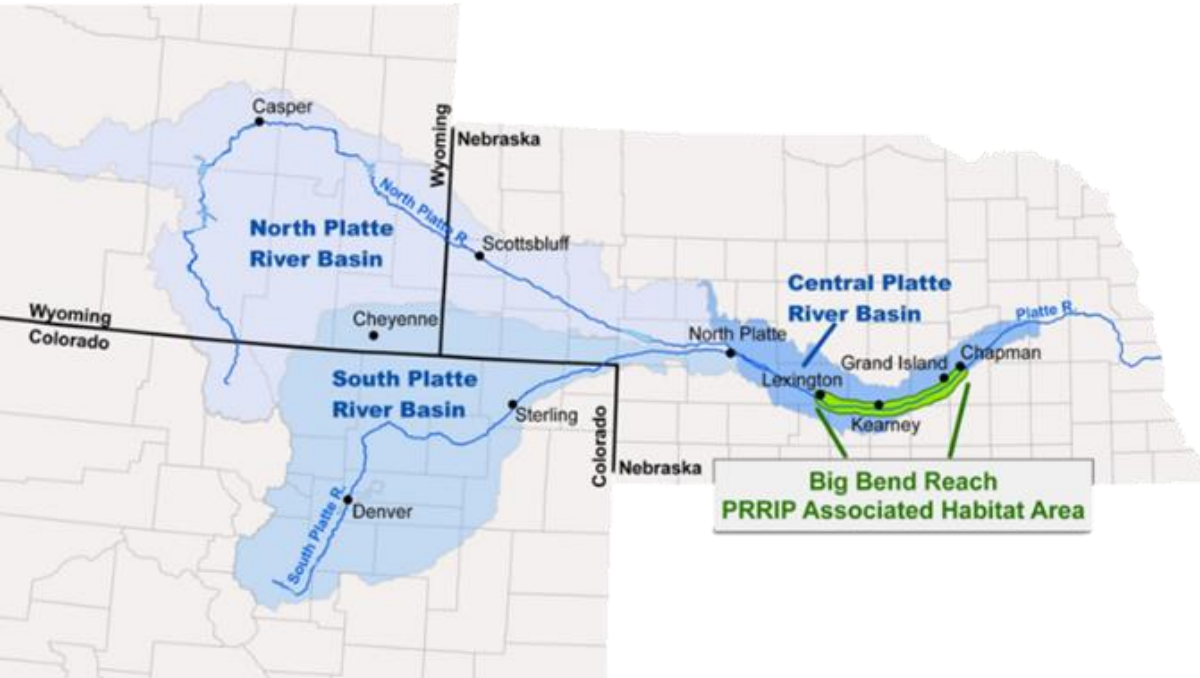 Casper
Wyoming
Nebraska
North Platte R.
North Platte
River Basin
Scottsbluff
Central Platte
River Basin
Platte R.
Wyoming
Colorado
Cheyenne
North Platte
Grand Island
Chapman
South Platte
River Basin
Lexington
Sterling
Kearney
Colorado
Nebraska
South Platte R.
Denver
Big Bend Reach
PRRIP Associated Habitat Area